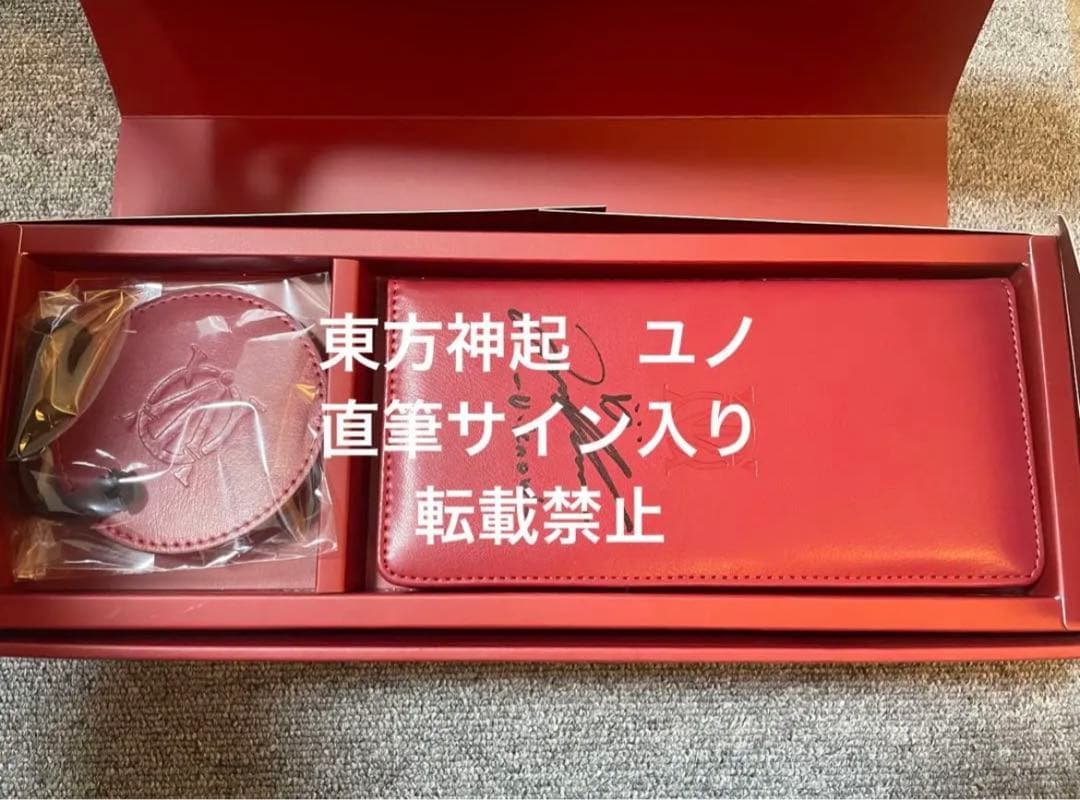 東方神起　ユノ
直筆サイン入り
転載禁止